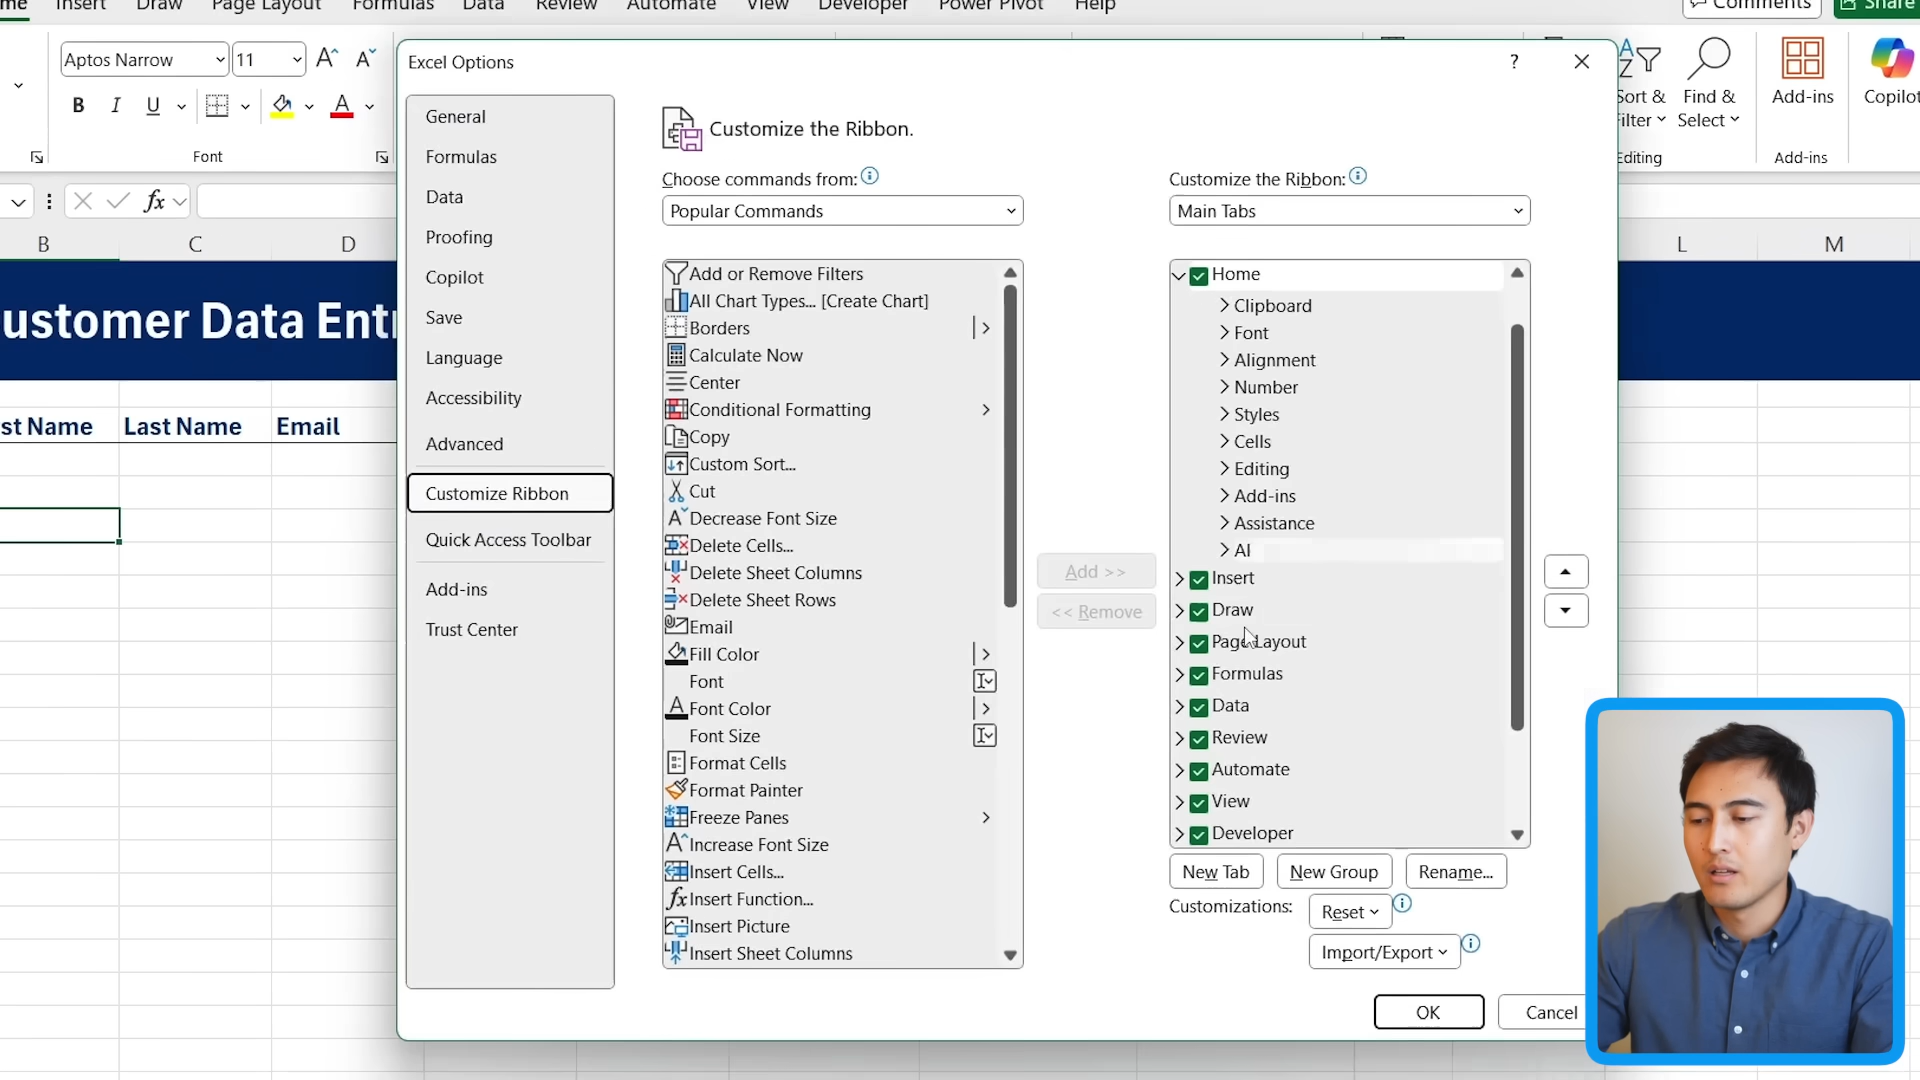 me Insert Draw Page Layout Formulas Data Review Automate View Developer Power Pivot Help
Comments Share
Aptos Narrow 11
B I U A
Font
Sort & Filter
Find & Select
Editing
Add-ins
Add-ins
Copilot
fx
B C D L M
ustomer Data Entr
st Name Last Name Email
Excel Options
?
General
Formulas
Data
Proofing
Copilot
Save
Language
Accessibility
Advanced
Customize Ribbon
Quick Access Toolbar
Add-ins
Trust Center
Customize the Ribbon.
Choose commands from:
Popular Commands
Add or Remove Filters
All Chart Types... [Create Chart]
Borders
Calculate Now
Center
Conditional Formatting
Copy
Custom Sort...
Cut
Decrease Font Size
Delete Cells...
Delete Sheet Columns
Delete Sheet Rows
Email
Fill Color
Font
Font Color
Font Size
Format Cells
Format Painter
Freeze Panes
Increase Font Size
Insert Cells...
Insert Function...
Insert Picture
Insert Sheet Columns
Add >>
<< Remove
Customize the Ribbon:
Main Tabs
Home
Clipboard
Font
Alignment
Number
Styles
Cells
Editing
Add-ins
Assistance
AI
Insert
Draw
Page Layout
Formulas
Data
Review
Automate
View
Developer
New Tab New Group Rename...
Customizations: Reset
Import/Export
OK Cancel